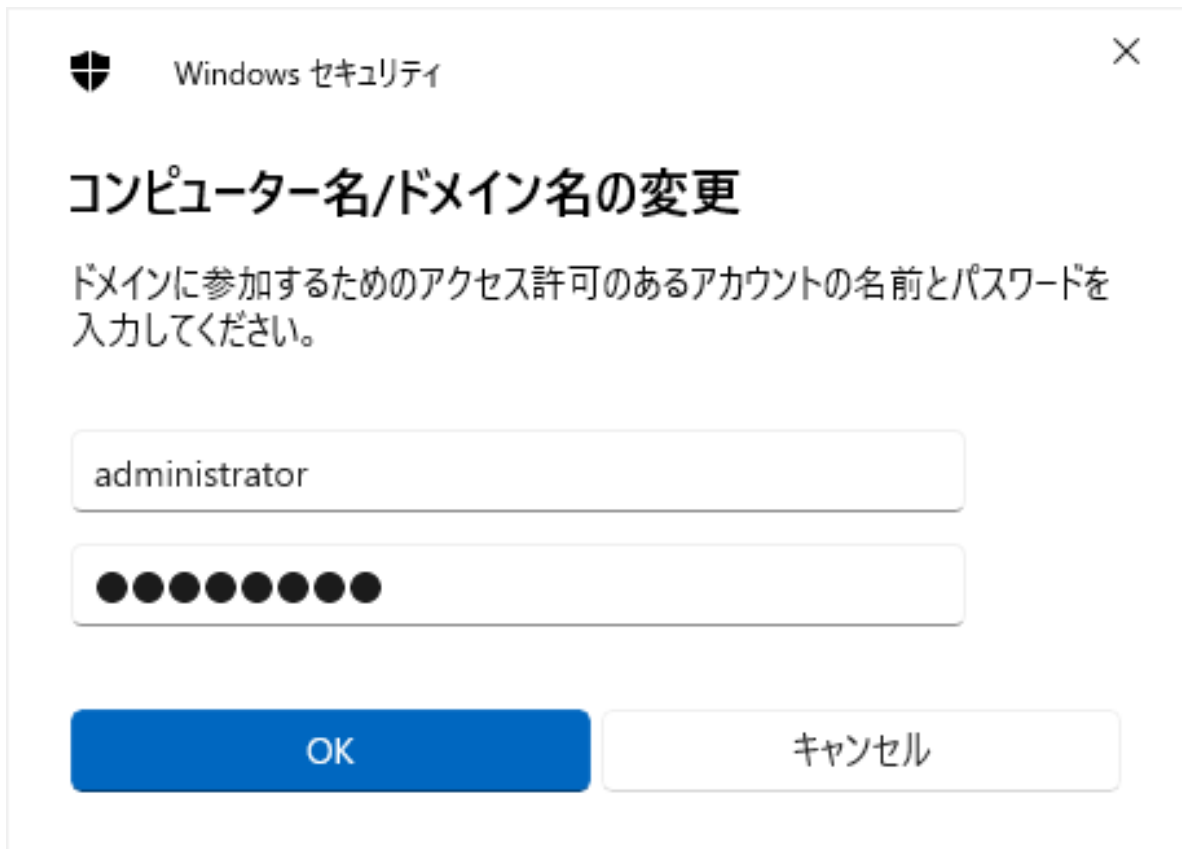 Windows セキュリティ
コンピューター名/ドメイン名の変更
ドメインに参加するためのアクセス許可のあるアカウントの名前とパスワードを
入力してください。
administrator
●●●●●●●●
OK
キャンセル